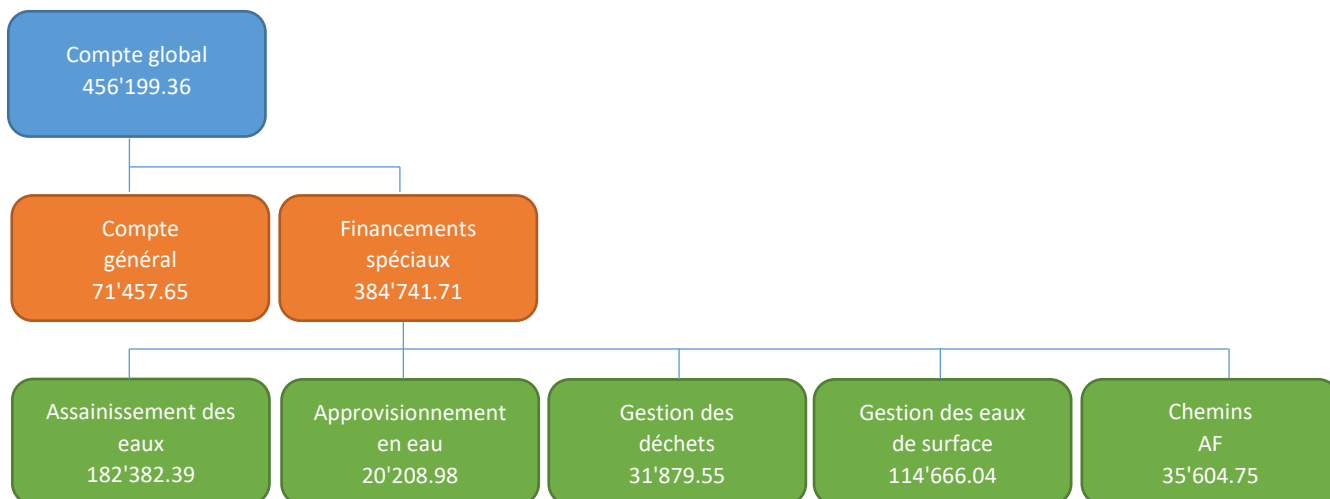 Compte global
456'199.36
Compte
général
71'457.65
Financements
spéciaux
384'741.71
Assainissement des
eaux
182'382.39
Approvisionnement
en eau
20'208.98
Gestion des
déchets
31'879.55
Gestion des eaux
de surface
114'666.04
Chemins
AF
35'604.75